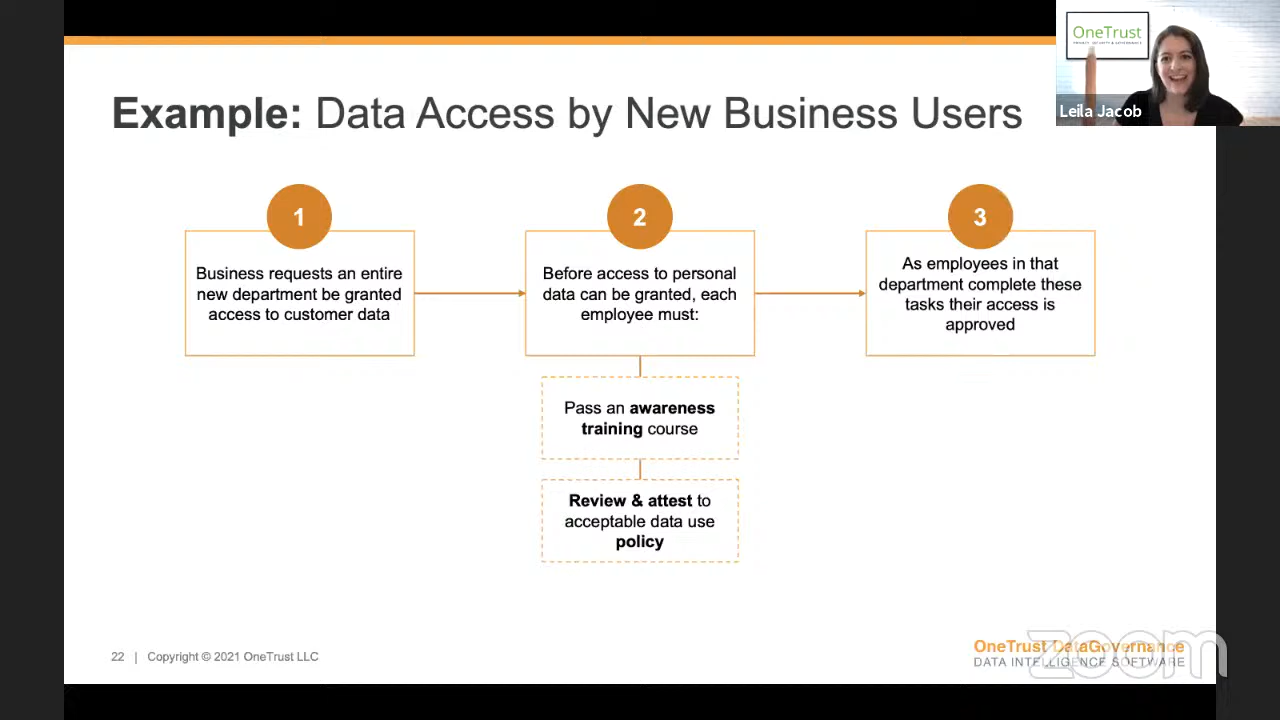 OneTrust
Leila Jacob
Example: Data Access by New Business Users
1
Business requests an entire
new department be granted
access to customer data
2
Before access to personal
data can be granted, each
employee must:
Pass an awareness
training course
Review & attest to
acceptable data use
policy
3
As employees in that
department complete these
tasks their access is
approved
22 | Copyright © 2021 OneTrust LLC
OneTrust DataGovernance
DATA INTELLIGENCE SOFTWARE
zoom